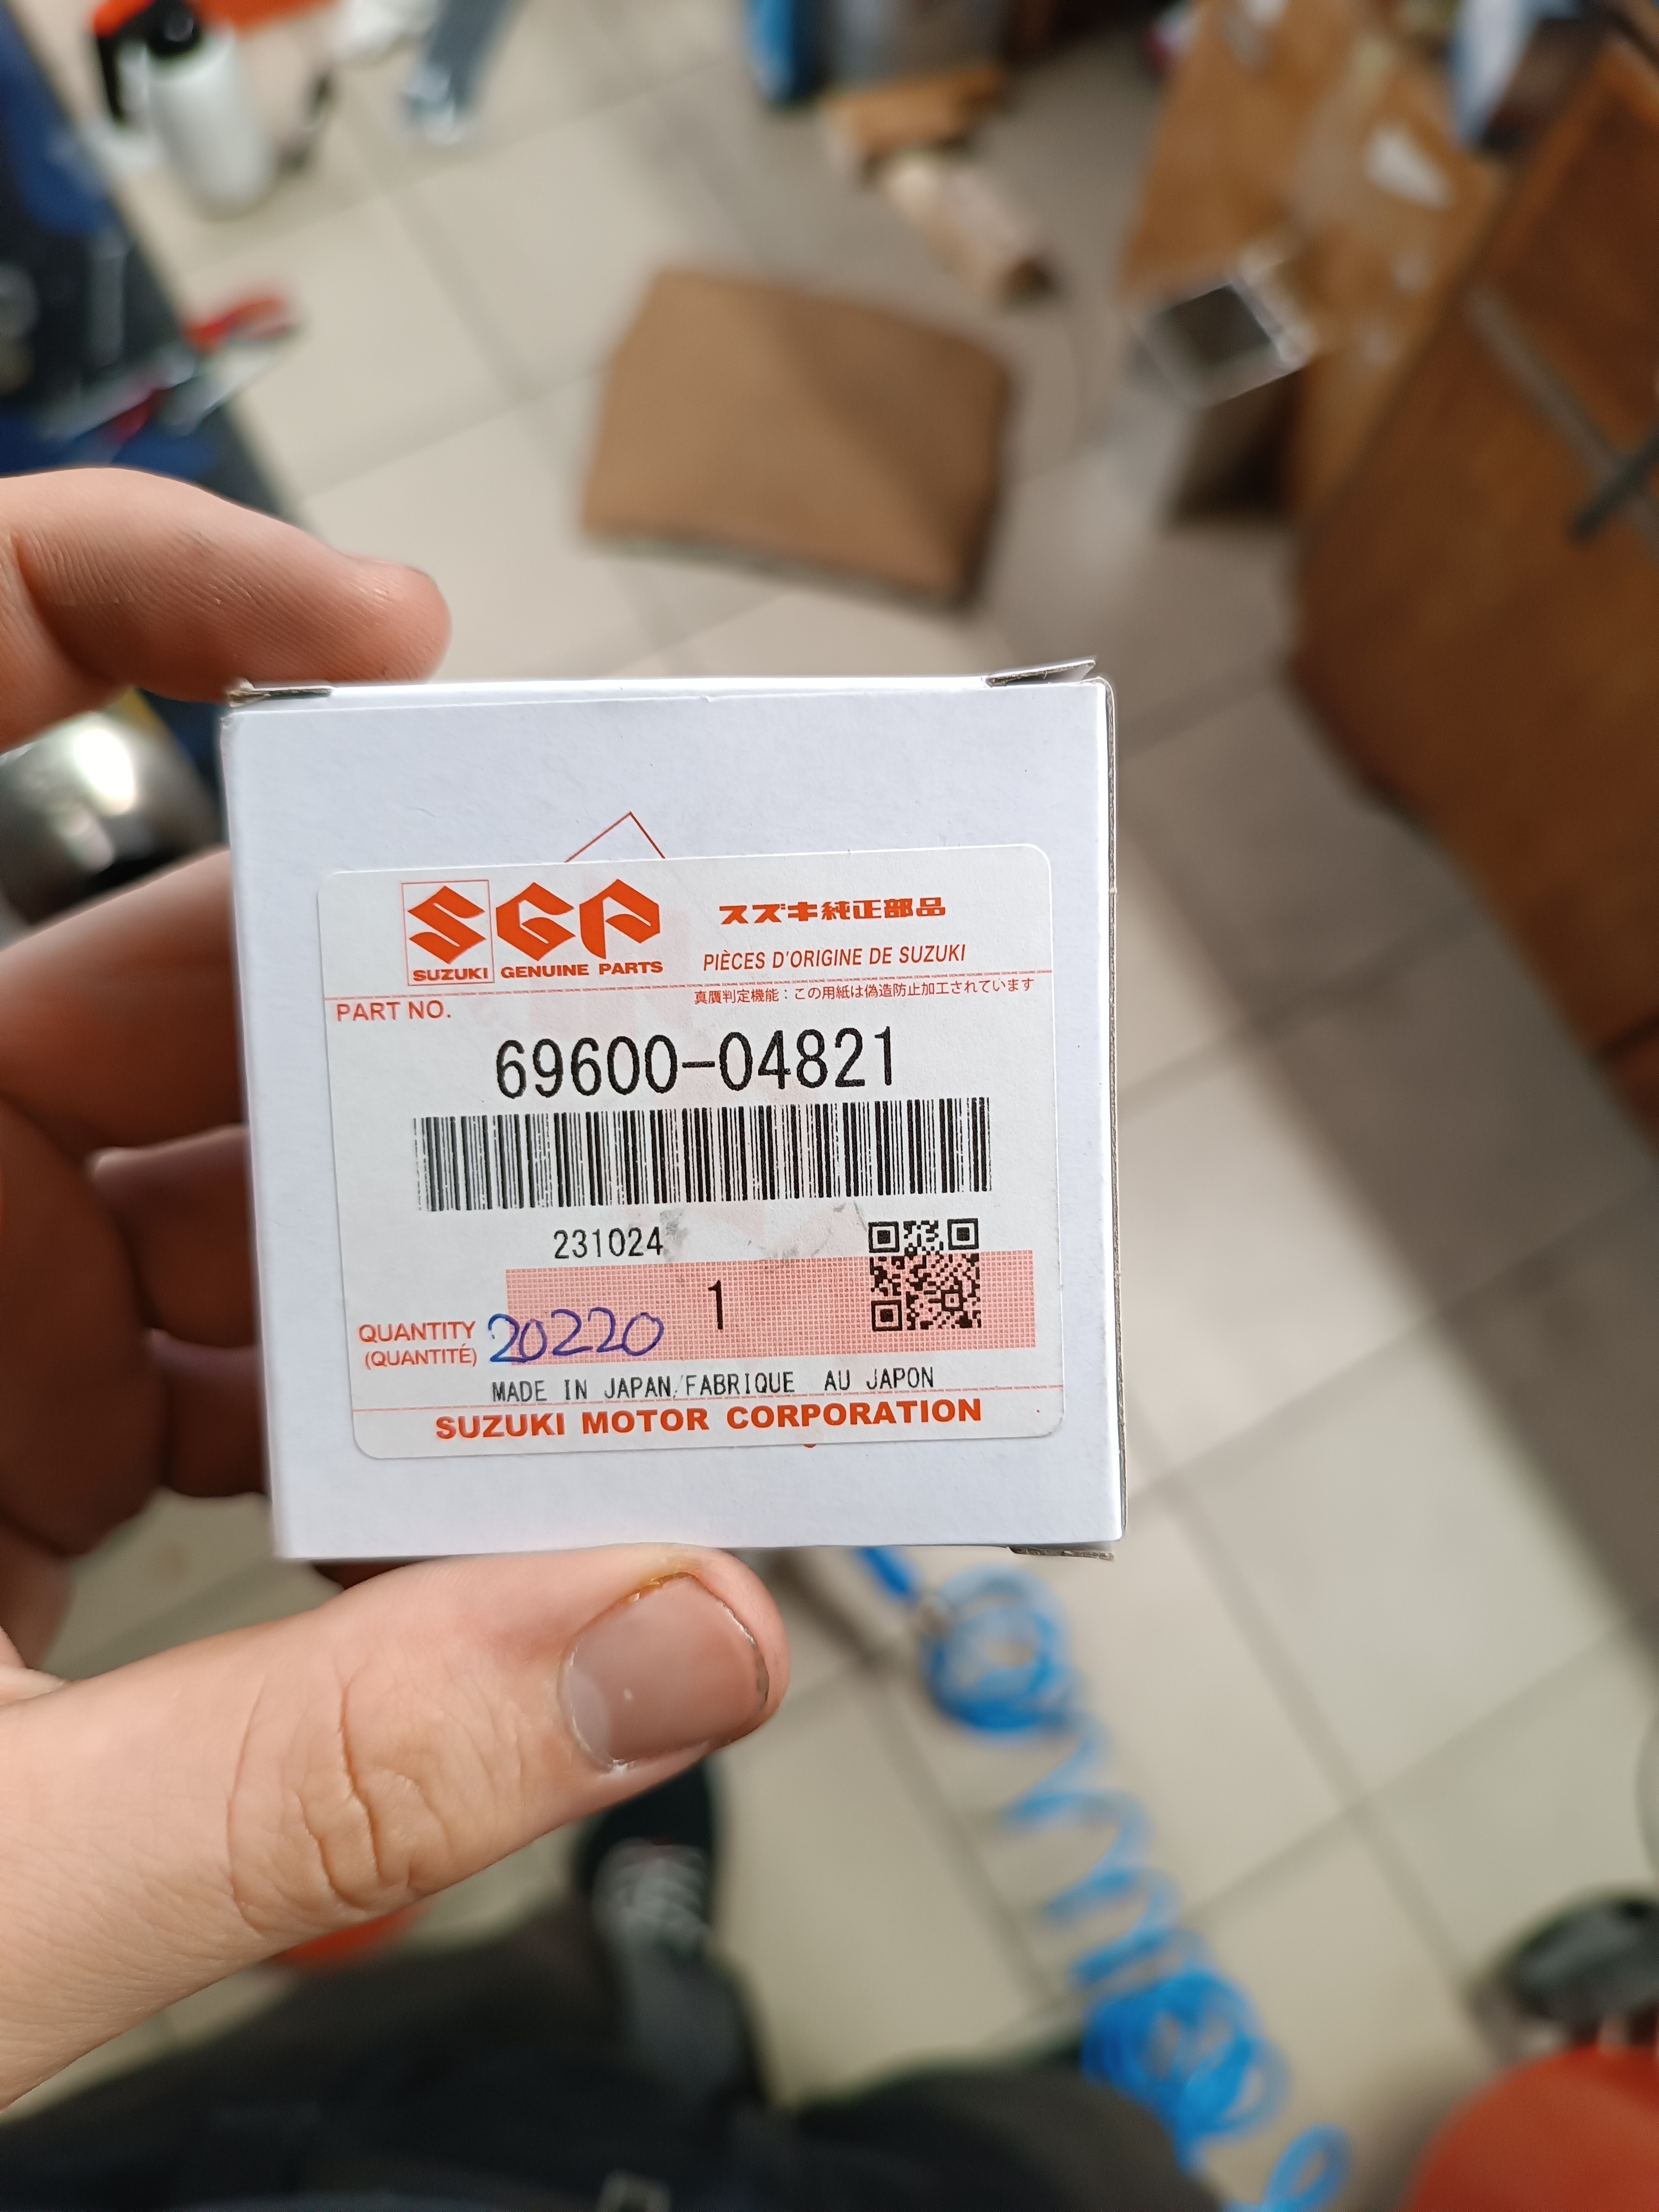 SGP スズキ純正部品
SUZUKI GENUINE PARTS PIÈCES D'ORIGINE DE SUZUKI
真贋判定機能：この用紙は偽造防止加工されています
PART NO.
69600-04821
231024
1
QUANTITY 20220
(QUANTITÉ)
MADE IN JAPAN/FABRIQUE AU JAPON
SUZUKI MOTOR CORPORATION